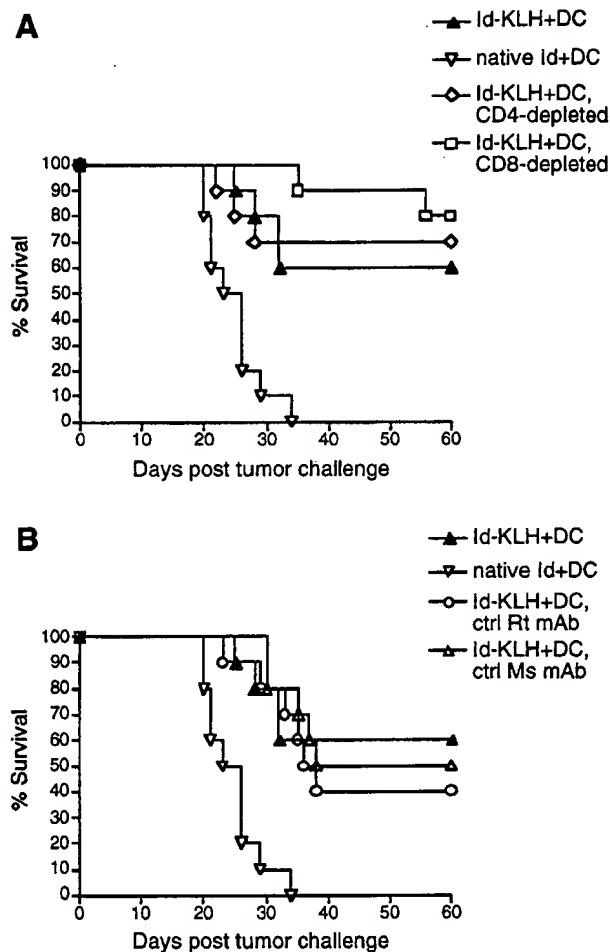 A
Id-KLH+DC
native Id+DC
Id-KLH+DC,
CD4-depleted
Id-KLH+DC,
CD8-depleted
% Survival
100
90
80
70
60
50
40
30
20
10
0
0 10 20 30 40 50 60
Days post tumor challenge
B
Id-KLH+DC
native Id+DC
Id-KLH+DC,
ctrl Rt mAb
Id-KLH+DC,
ctrl Ms mAb
% Survival
100
90
80
70
60
50
40
30
20
10
0
0 10 20 30 40 50 60
Days post tumor challenge